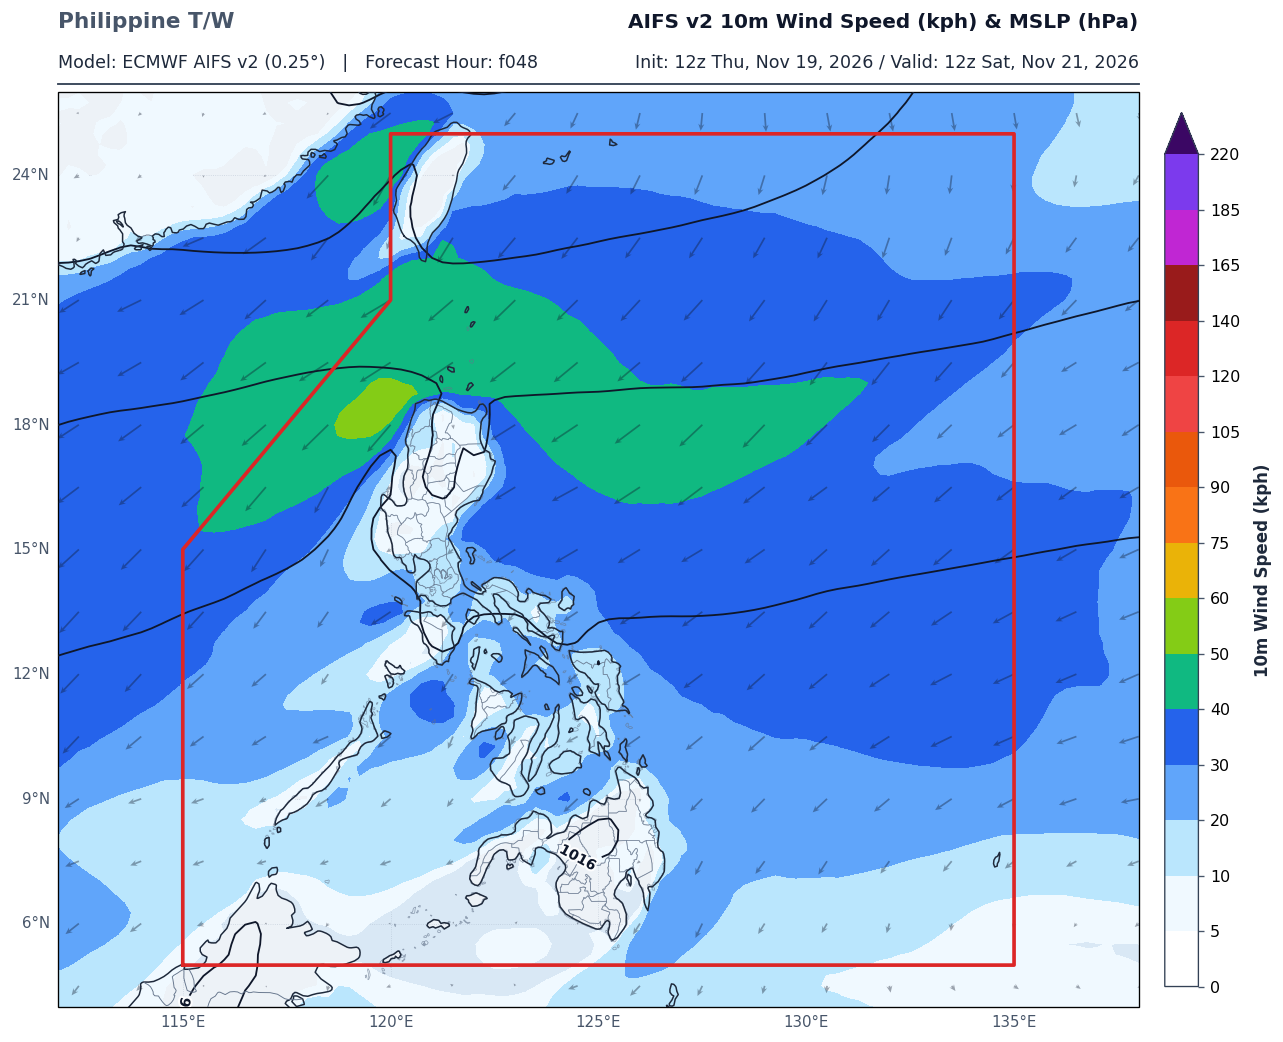 Philippine T/W
AIFS v2 10m Wind Speed (kph) & MSLP (hPa)
Model: ECMWF AIFS v2 (0.25°) | Forecast Hour: f048
Init: 12z Thu, Nov 19, 2026 / Valid: 12z Sat, Nov 21, 2026
24°N
21°N
18°N
15°N
12°N
9°N
6°N
115°E
120°E
125°E
130°E
135°E
1016
220
185
165
140
120
105
90
75
60
50
40
30
20
10
5
0
10m Wind Speed (kph)